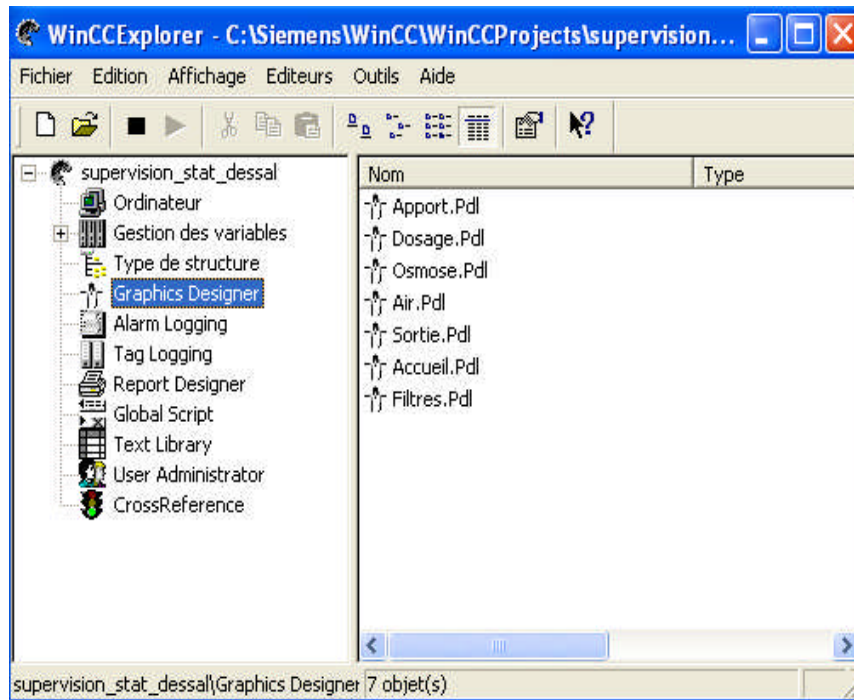 WinCCExplorer - C:\Siemens\WinCC\WinCCProjects\supervision...
Fichier Edition Affichage Editeurs Outils Aide
supervision_stat_dessal
Ordinateur
Gestion des variables
Type de structure
Graphics Designer
Alarm Logging
Tag Logging
Report Designer
Global Script
Text Library
User Administrator
CrossReference
Nom Type
Apport.Pdl
Dosage.Pdl
Osmose.Pdl
Air.Pdl
Sortie.Pdl
Accueil.Pdl
Filtres.Pdl
supervision_stat_dessal\Graphics Designer 7 objet(s)